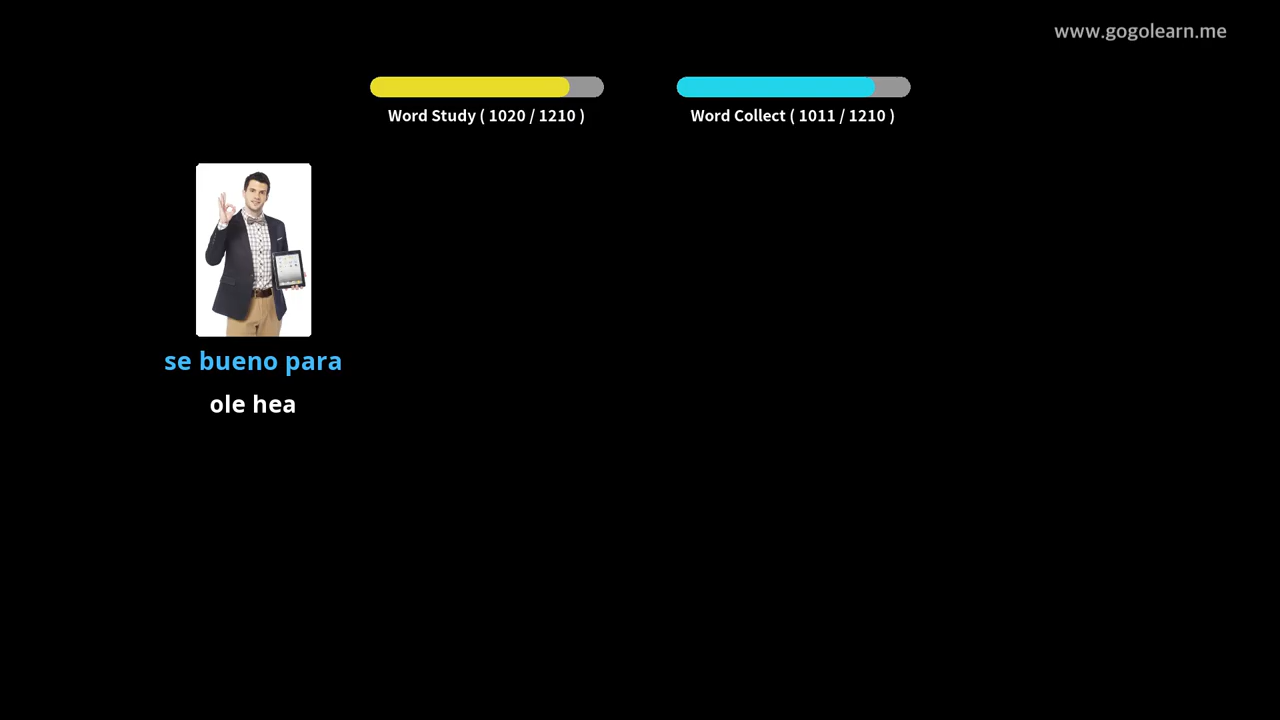 www.gogolearn.me
Word Study ( 1020 / 1210 )
Word Collect ( 1011 / 1210 )
se bueno para
ole hea